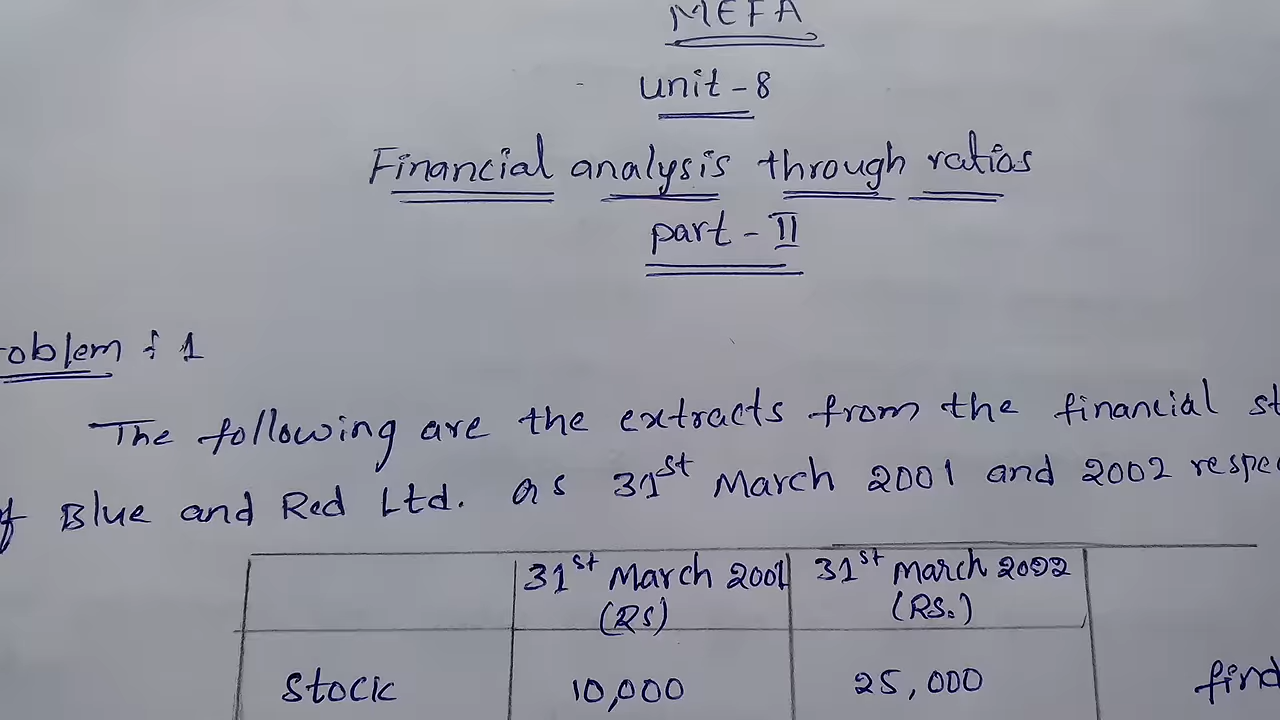 MEFA
unit - 8
Financial analysis through ratios
part - II
roblem : 1
The following are the extracts from the financial st
of Blue and Red Ltd. as 31st March 2001 and 2002 respe
31st March 2001 31st March 2002
(RS) (RS.)
Stock 10,000 25,000 find